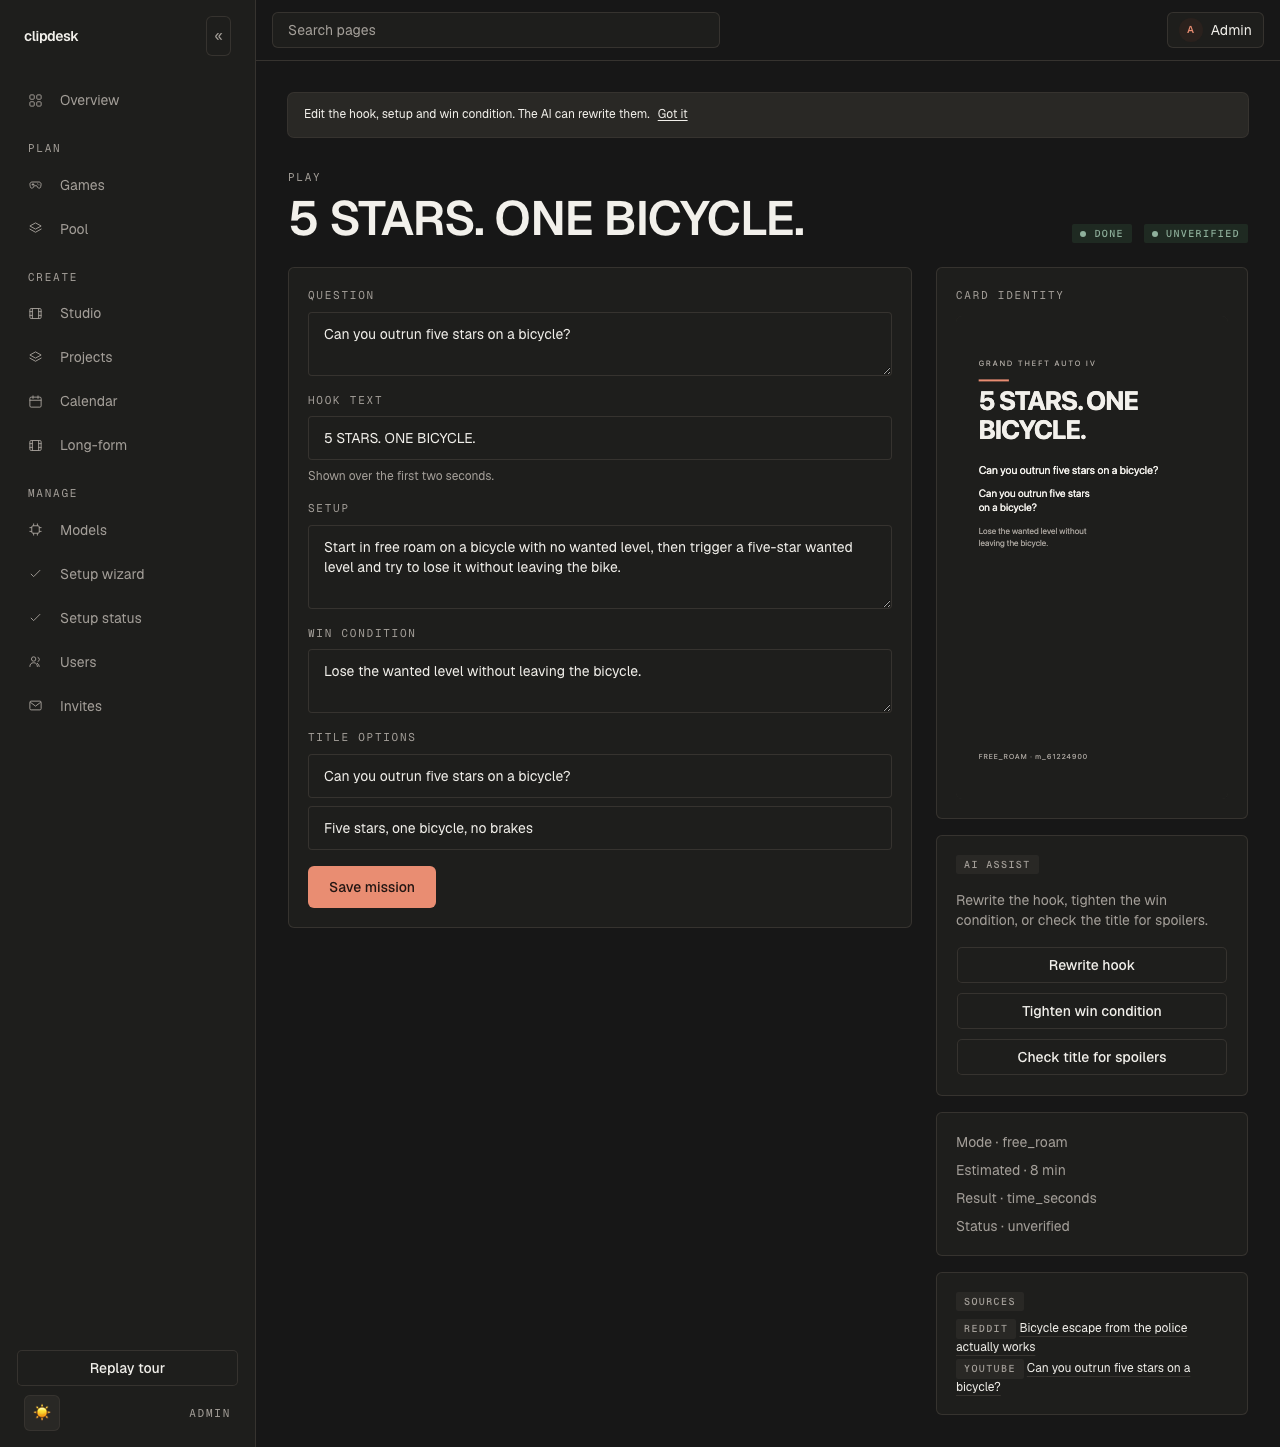 clipdesk
«
Search pages
A
Admin
Overview
PLAN
Games
Pool
CREATE
Studio
Projects
Calendar
Long-form
MANAGE
Models
Setup wizard
Setup status
Users
Invites
Replay tour
ADMIN
Edit the hook, setup and win condition. The AI can rewrite them. Got it
PLAY
5 STARS. ONE BICYCLE.
DONE
UNVERIFIED
QUESTION
Can you outrun five stars on a bicycle?
HOOK TEXT
5 STARS. ONE BICYCLE.
Shown over the first two seconds.
SETUP
Start in free roam on a bicycle with no wanted level, then trigger a five-star wanted
level and try to lose it without leaving the bike.
WIN CONDITION
Lose the wanted level without leaving the bicycle.
TITLE OPTIONS
Can you outrun five stars on a bicycle?
Five stars, one bicycle, no brakes
Save mission
CARD IDENTITY
GRAND THEFT AUTO IV
5 STARS. ONE
BICYCLE.
Can you outrun five stars on a bicycle?
Can you outrun five stars
on a bicycle?
Lose the wanted level without
leaving the bicycle.
FREE_ROAM · m_61224900
AI ASSIST
Rewrite the hook, tighten the win
condition, or check the title for spoilers.
Rewrite hook
Tighten win condition
Check title for spoilers
Mode · free_roam
Estimated · 8 min
Result · time_seconds
Status · unverified
SOURCES
REDDIT Bicycle escape from the police
actually works
YOUTUBE Can you outrun five stars on a
bicycle?